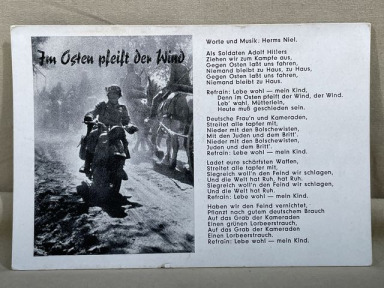 Im Osten pfeift der Wind
Worte und Musik: Herms Niel.
Als Soldaten Adolf Hitlers
Ziehen wir zum Kampfe aus,
Gegen Osten laßt uns fahren,
Niemand bleibt zu Haus, zu Haus,
Gegen Osten laßt uns fahren,
Niemand bleibt zu Haus.
Refrain: Lebe wohl — mein Kind,
Denn im Osten pfeift der Wind, der Wind.
Leb' wohl, Mütterlein,
Heute muß geschieden sein.
Deutsche Frau'n und Kameraden,
Streitet alle tapfer mit,
Nieder mit den Bolschewisten,
Mit den Juden und dem Britt'.
Nieder mit den Bolschewisten,
Juden und dem Britt'.
Refrain: Lebe wohl — mein Kind.
Ladet eure schärfsten Waffen,
Streitet alle tapfer mit,
Siegreich woll'n den Feind wir schlagen,
Und die Welt hat Ruh, hat Ruh.
Siegreich woll'n den Feind wir schlagen,
Und die Welt hat Ruh.
Refrain: Lebe wohl — mein Kind.
Haben wir den Feind vernichtet,
Pflanzt nach gutem deutschem Brauch
Auf das Grab der Kameraden
Einen grünen Lorbeerstrauch,
Auf das Grab der Kameraden
Einen Lorbeerstrauch.
Refrain: Lebe wohl — mein Kind.